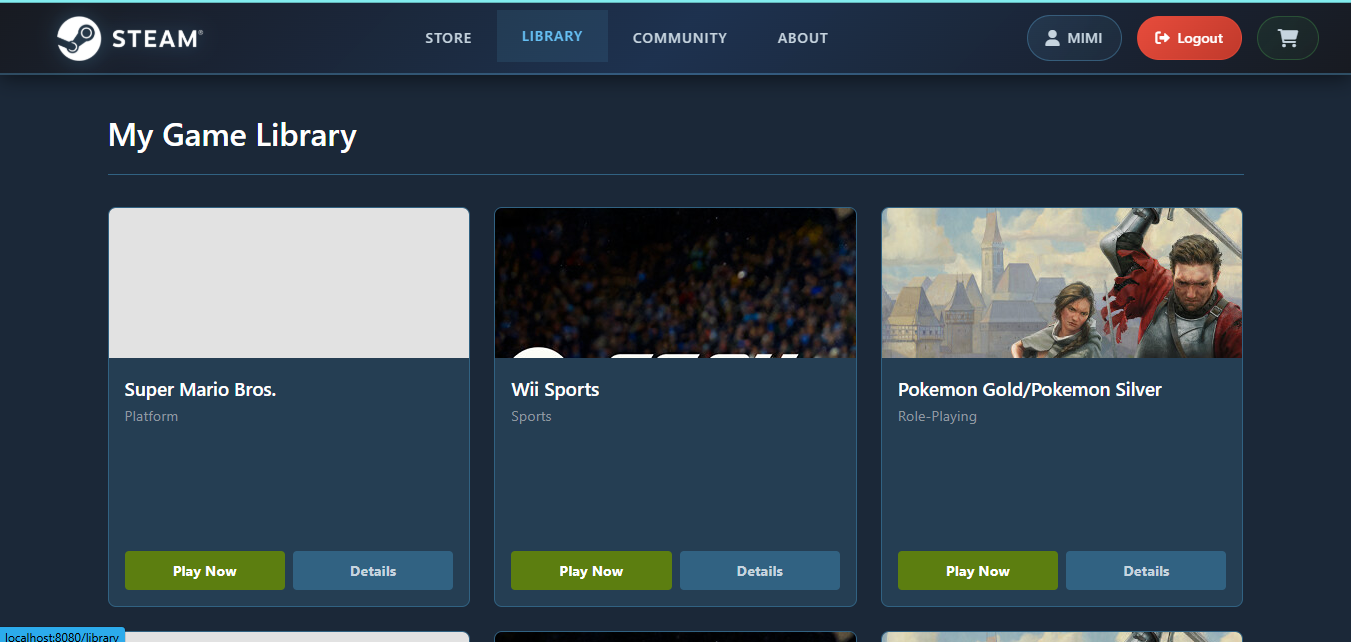 STEAM®
STORE
LIBRARY
COMMUNITY
ABOUT
MIMI
Logout
My Game Library
Super Mario Bros.
Platform
Play Now
Details
Wii Sports
Sports
Play Now
Details
Pokemon Gold/Pokemon Silver
Role-Playing
Play Now
Details
localhost:8080/library